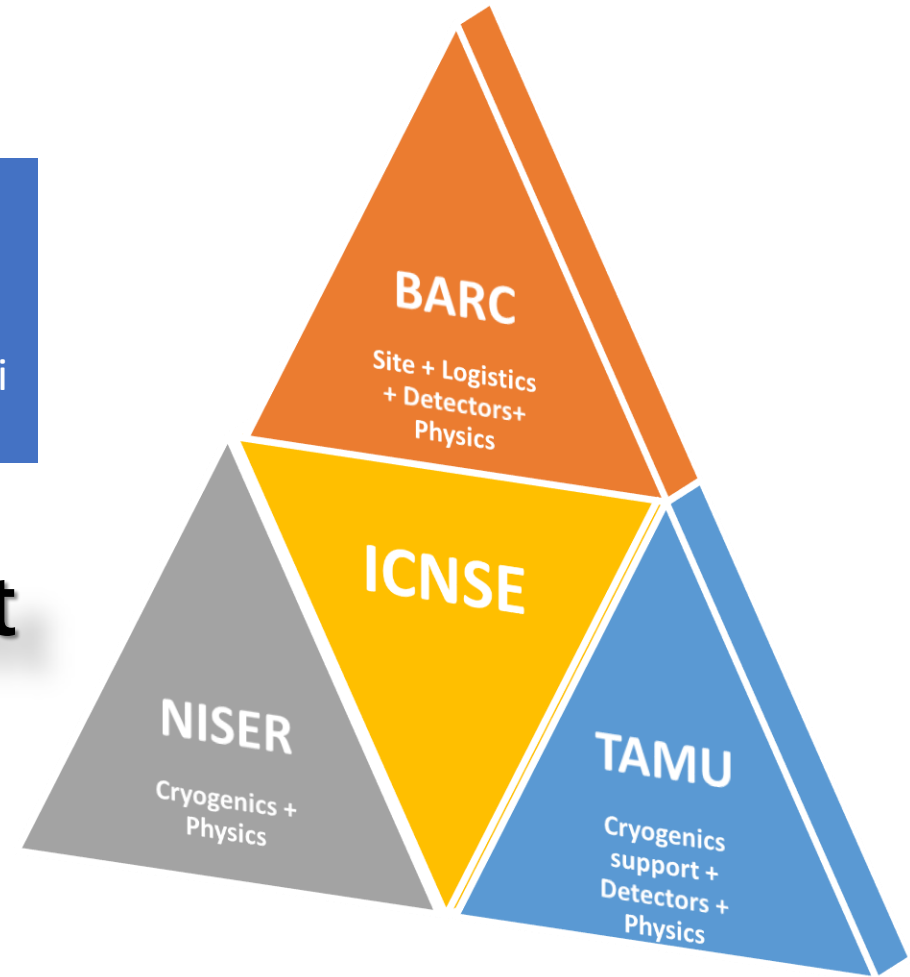 BARC
Site + Logistics
+ Detectors+
Physics
i
ICNSE
t
NISER
Cryogenics +
Physics
TAMU
Cryogenics
support +
Detectors +
Physics